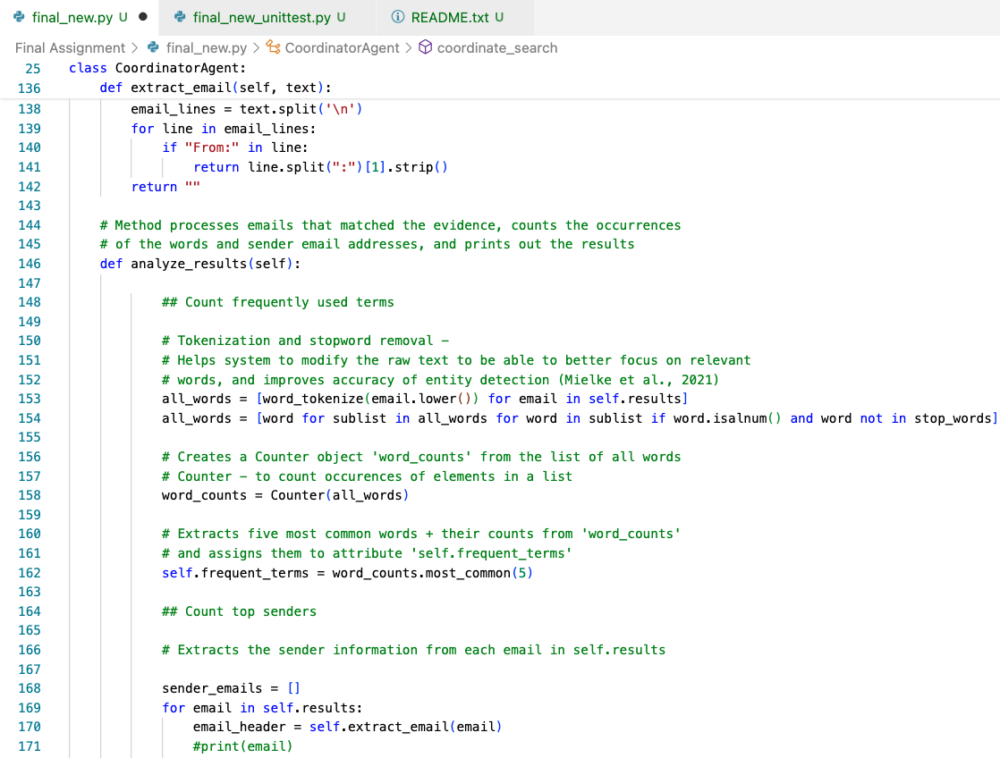 final_new.py U ●
final_new_unittest.py U
README.txt U
Final Assignment > final_new.py > CoordinatorAgent > coordinate_search
25 class CoordinatorAgent:
136 def extract_email(self, text):
138 email_lines = text.split('\n')
139 for line in email_lines:
140 if "From:" in line:
141 return line.split(":")[1].strip()
142 return ""
143
144 # Method processes emails that matched the evidence, counts the occurrences
145 # of the words and sender email addresses, and prints out the results
146 def analyze_results(self):
147
148 ## Count frequently used terms
149
150 # Tokenization and stopword removal –
151 # Helps system to modify the raw text to be able to better focus on relevant
152 # words, and improves accuracy of entity detection (Mielke et al., 2021)
153 all_words = [word_tokenize(email.lower()) for email in self.results]
154 all_words = [word for sublist in all_words for word in sublist if word.isalnum() and word not in stop_words]
155
156 # Creates a Counter object 'word_counts' from the list of all words
157 # Counter – to count occurences of elements in a list
158 word_counts = Counter(all_words)
159
160 # Extracts five most common words + their counts from 'word_counts'
161 # and assigns them to attribute 'self.frequent_terms'
162 self.frequent_terms = word_counts.most_common(5)
163
164 ## Count top senders
165
166 # Extracts the sender information from each email in self.results
167
168 sender_emails = []
169 for email in self.results:
170 email_header = self.extract_email(email)
171 #print(email)